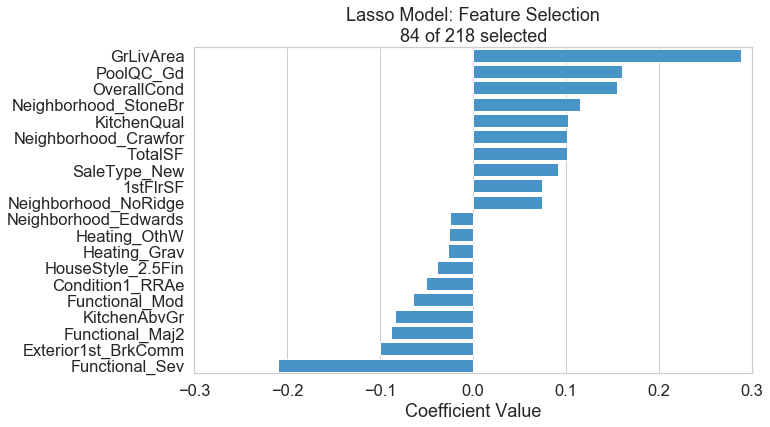 Lasso Model: Feature Selection
84 of 218 selected
GrLivArea
PoolQC_Gd
OverallCond
Neighborhood_StoneBr
KitchenQual
Neighborhood_Crawfor
TotalSF
SaleType_New
1stFlrSF
Neighborhood_NoRidge
Neighborhood_Edwards
Heating_OthW
Heating_Grav
HouseStyle_2.5Fin
Condition1_RRAe
Functional_Mod
KitchenAbvGr
Functional_Maj2
Exterior1st_BrkComm
Functional_Sev
−0.3 −0.2 −0.1 0.0 0.1 0.2 0.3
Coefficient Value